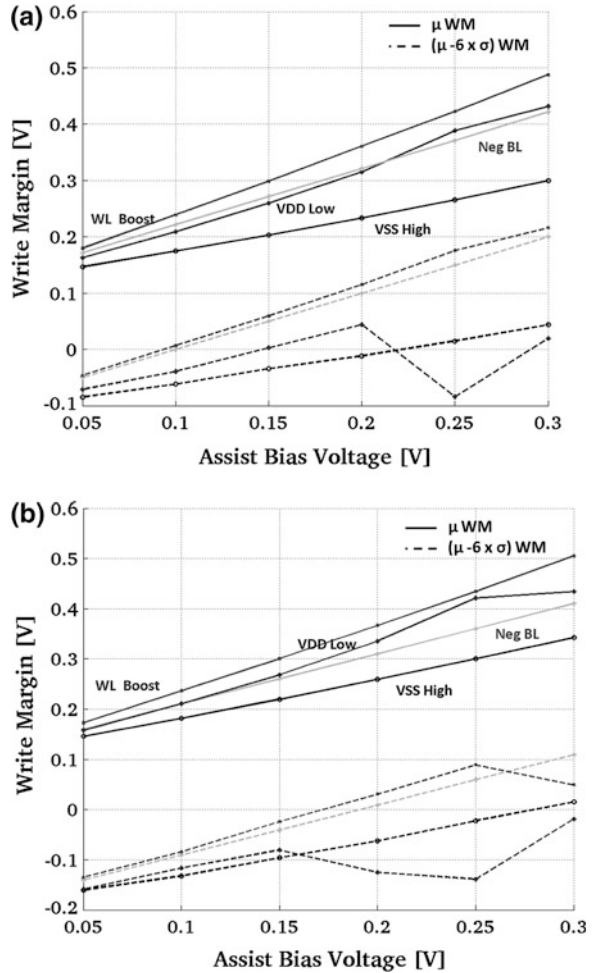 (a)
μ WM
(μ -6 x σ) WM
0.6
0.5
0.4
0.3
0.2
0.1
0
-0.1
Write Margin [V]
WL Boost
VDD Low
Neg BL
VSS High
0.05
0.1
0.15
0.2
0.25
0.3
Assist Bias Voltage [V]
(b)
μ WM
(μ -6 x σ) WM
0.6
0.5
0.4
0.3
0.2
0.1
0
-0.1
-0.2
Write Margin [V]
WL Boost
VDD Low
Neg BL
VSS High
0.05
0.1
0.15
0.2
0.25
0.3
Assist Bias Voltage [V]